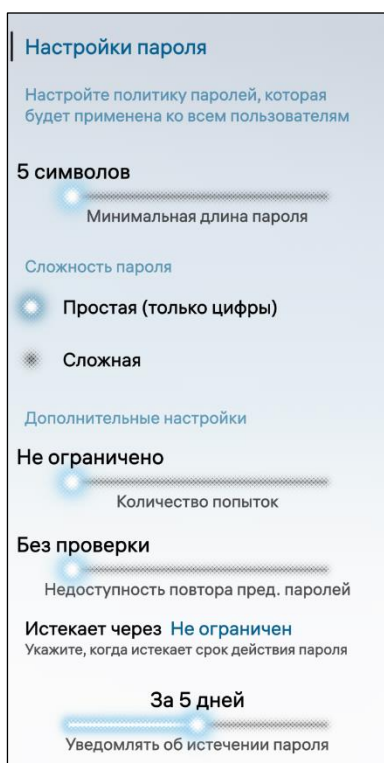 Настройки пароля
Настройте политику паролей, которая
будет применена ко всем пользователям
5 символов
Минимальная длина пароля
Сложность пароля
Простая (только цифры)
Сложная
Дополнительные настройки
Не ограничено
Количество попыток
Без проверки
Недоступность повтора пред. паролей
Истекает через Не ограничен
Укажите, когда истекает срок действия пароля
За 5 дней
Уведомлять об истечении пароля